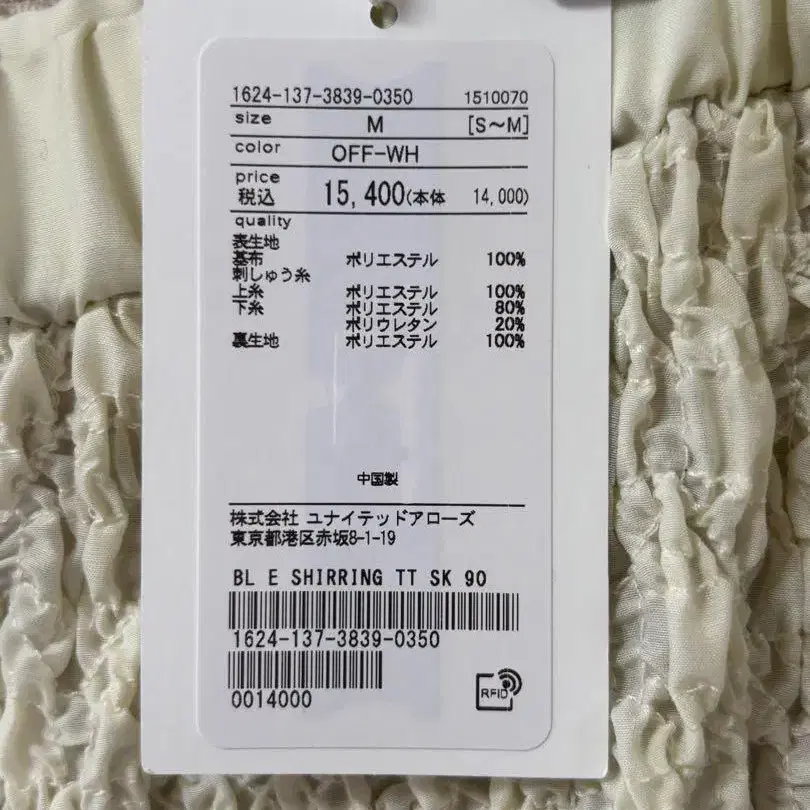 1624-137-3839-0350 1510070
size M [S〜M]
color OFF-WH
price
税込 15,400(本体 14,000)
quality
表生地
基布 ポリエステル 100%
刺しゅう糸
上糸 ポリエステル 100%
下糸 ポリエステル 80%
ポリウレタン 20%
裏生地 ポリエステル 100%
中国製
株式会社 ユナイテッドアローズ
東京都港区赤坂8-1-19
BL E SHIRRING TT SK 90
1624-137-3839-0350
0014000
RFID